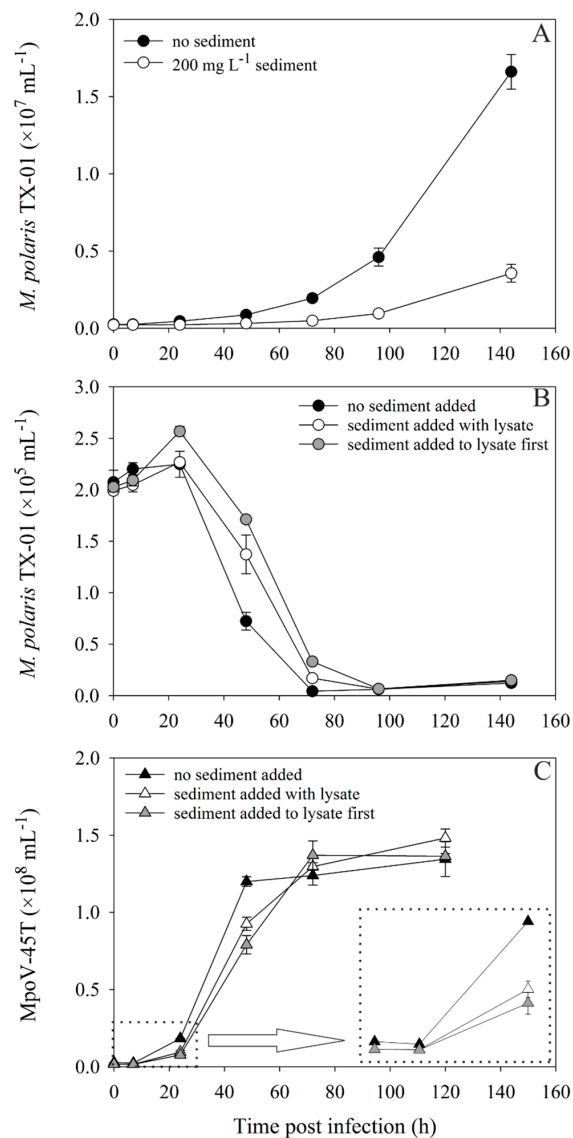 A
no sediment
200 mg L⁻¹ sediment
M. polaris TX-01 (×10⁷ mL⁻¹)
2.0
1.5
1.0
0.5
0.0
0 20 40 60 80 100 120 140 160
B
no sediment added
sediment added with lysate
sediment added to lysate first
M. polaris TX-01 (×10⁵ mL⁻¹)
3.0
2.5
2.0
1.5
1.0
0.5
0.0
0 20 40 60 80 100 120 140 160
C
no sediment added
sediment added with lysate
sediment added to lysate first
MpoV-45T (×10⁸ mL⁻¹)
2.0
1.5
1.0
0.5
0.0
0 20 40 60 80 100 120 140 160
Time post infection (h)